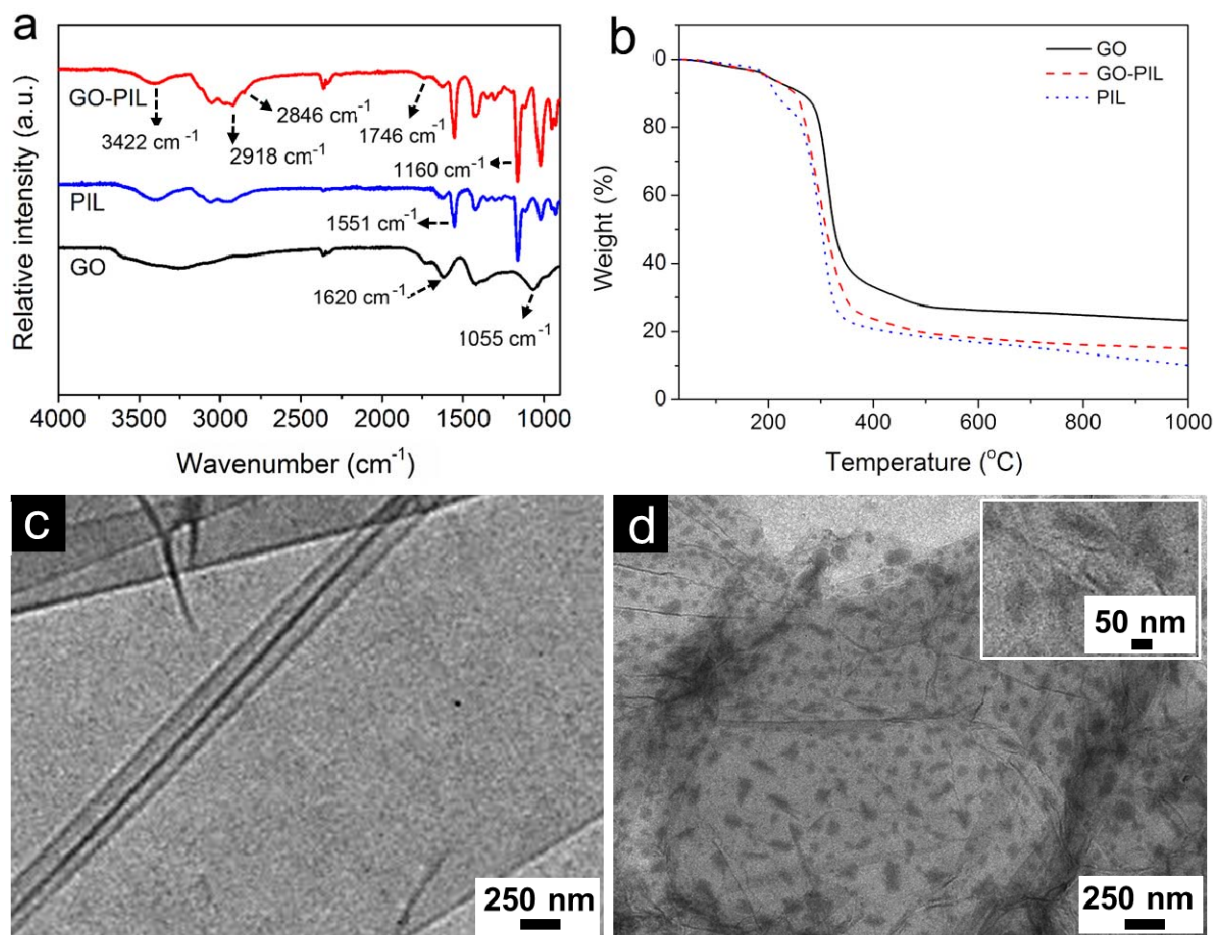 a
GO-PIL
3422 cm⁻¹
2918 cm⁻¹
2846 cm⁻¹
1746 cm⁻¹
1160 cm⁻¹
PIL
1551 cm⁻¹
GO
1620 cm⁻¹
1055 cm⁻¹
Relative intensity (a.u.)
4000 3500 3000 2500 2000 1500 1000
Wavenumber (cm⁻¹)
b
GO
GO-PIL
PIL
00
80
60
40
20
0
Weight (%)
200 400 600 800 1000
Temperature (°C)
c
250 nm
d
50 nm
250 nm